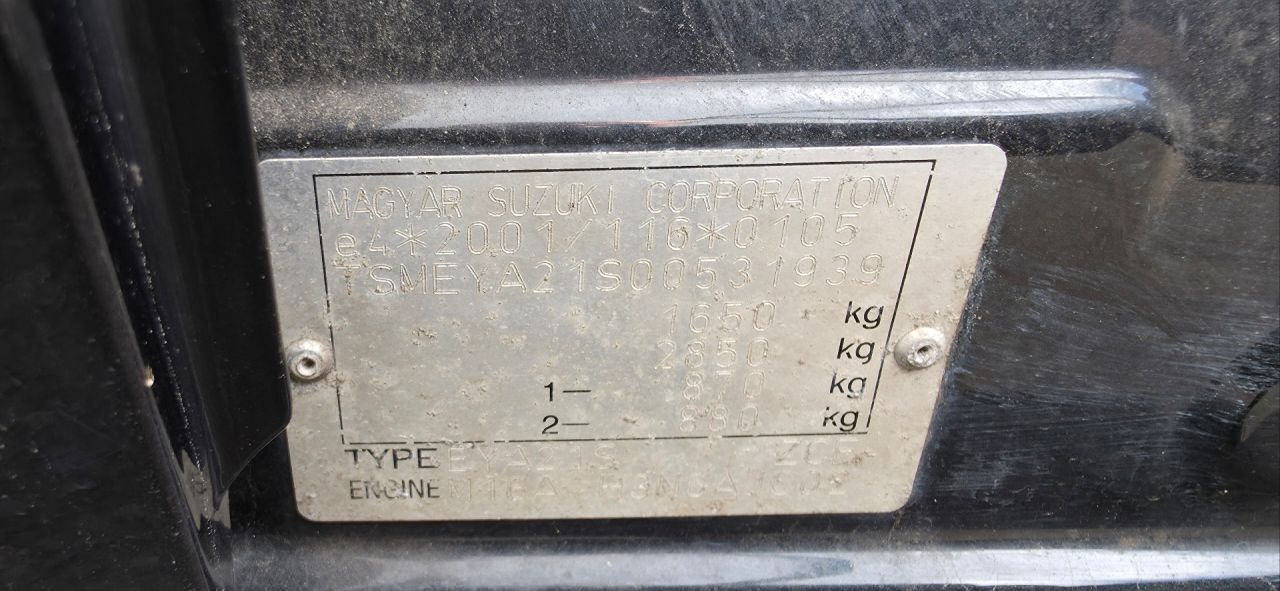 MAGYAR SUZUKI CORPORATION
e4*2001/116*0105
TSMEYA21S00531939
1650 kg
2850 kg
1— 870 kg
2— 880 kg
TYPE EYA21S
ENGINE